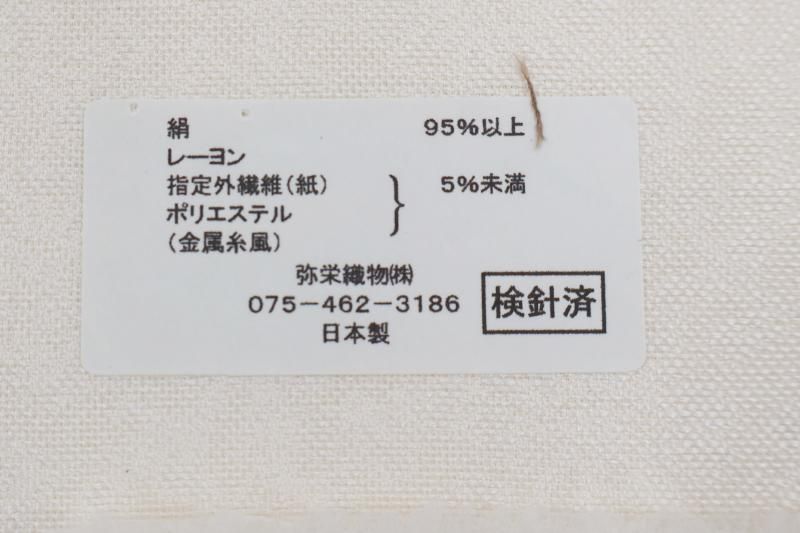 絹 95%以上
レーヨン
指定外繊維(紙) } 5%未満
ポリエステル
(金属糸風)
弥栄織物㈱
075-462-3186
日本製
検針済